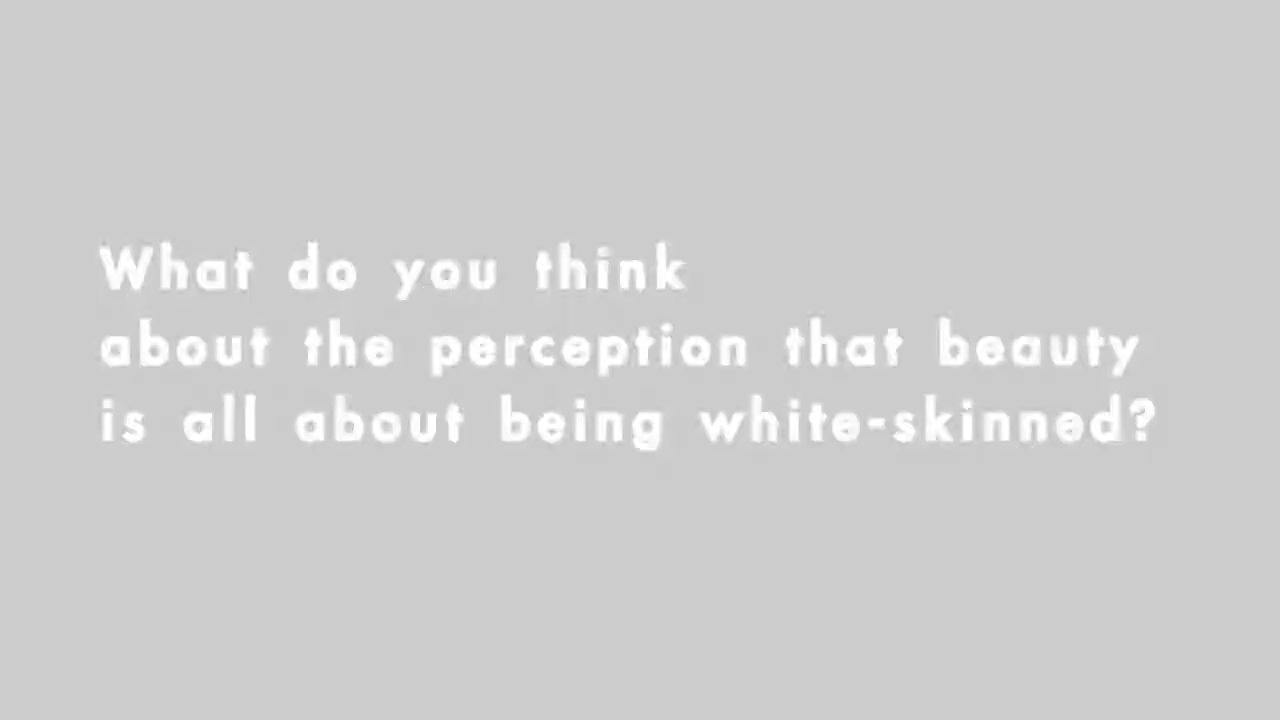 What do you think
about the perception that beauty
is all about being white-skinned?